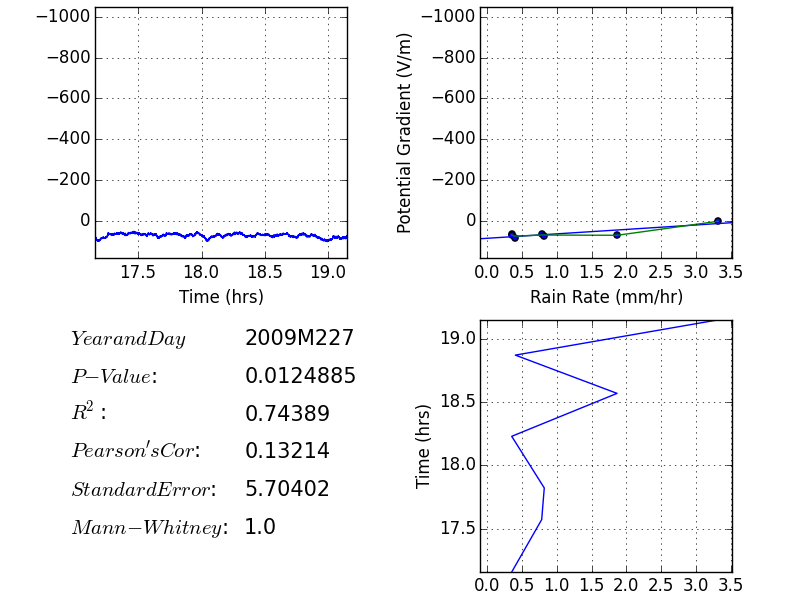 −1000
−800
−600
−400
−200
0
17.5 18.0 18.5 19.0
Time (hrs)
Potential Gradient (V/m)
−1000
−800
−600
−400
−200
0
0.0 0.5 1.0 1.5 2.0 2.5 3.0 3.5
Rain Rate (mm/hr)
YearandDay 2009M227
P−Value: 0.0124885
R²: 0.74389
Pearson′sCor: 0.13214
StandardError: 5.70402
Mann−Whitney: 1.0
Time (hrs)
19.0
18.5
18.0
17.5
0.0 0.5 1.0 1.5 2.0 2.5 3.0 3.5